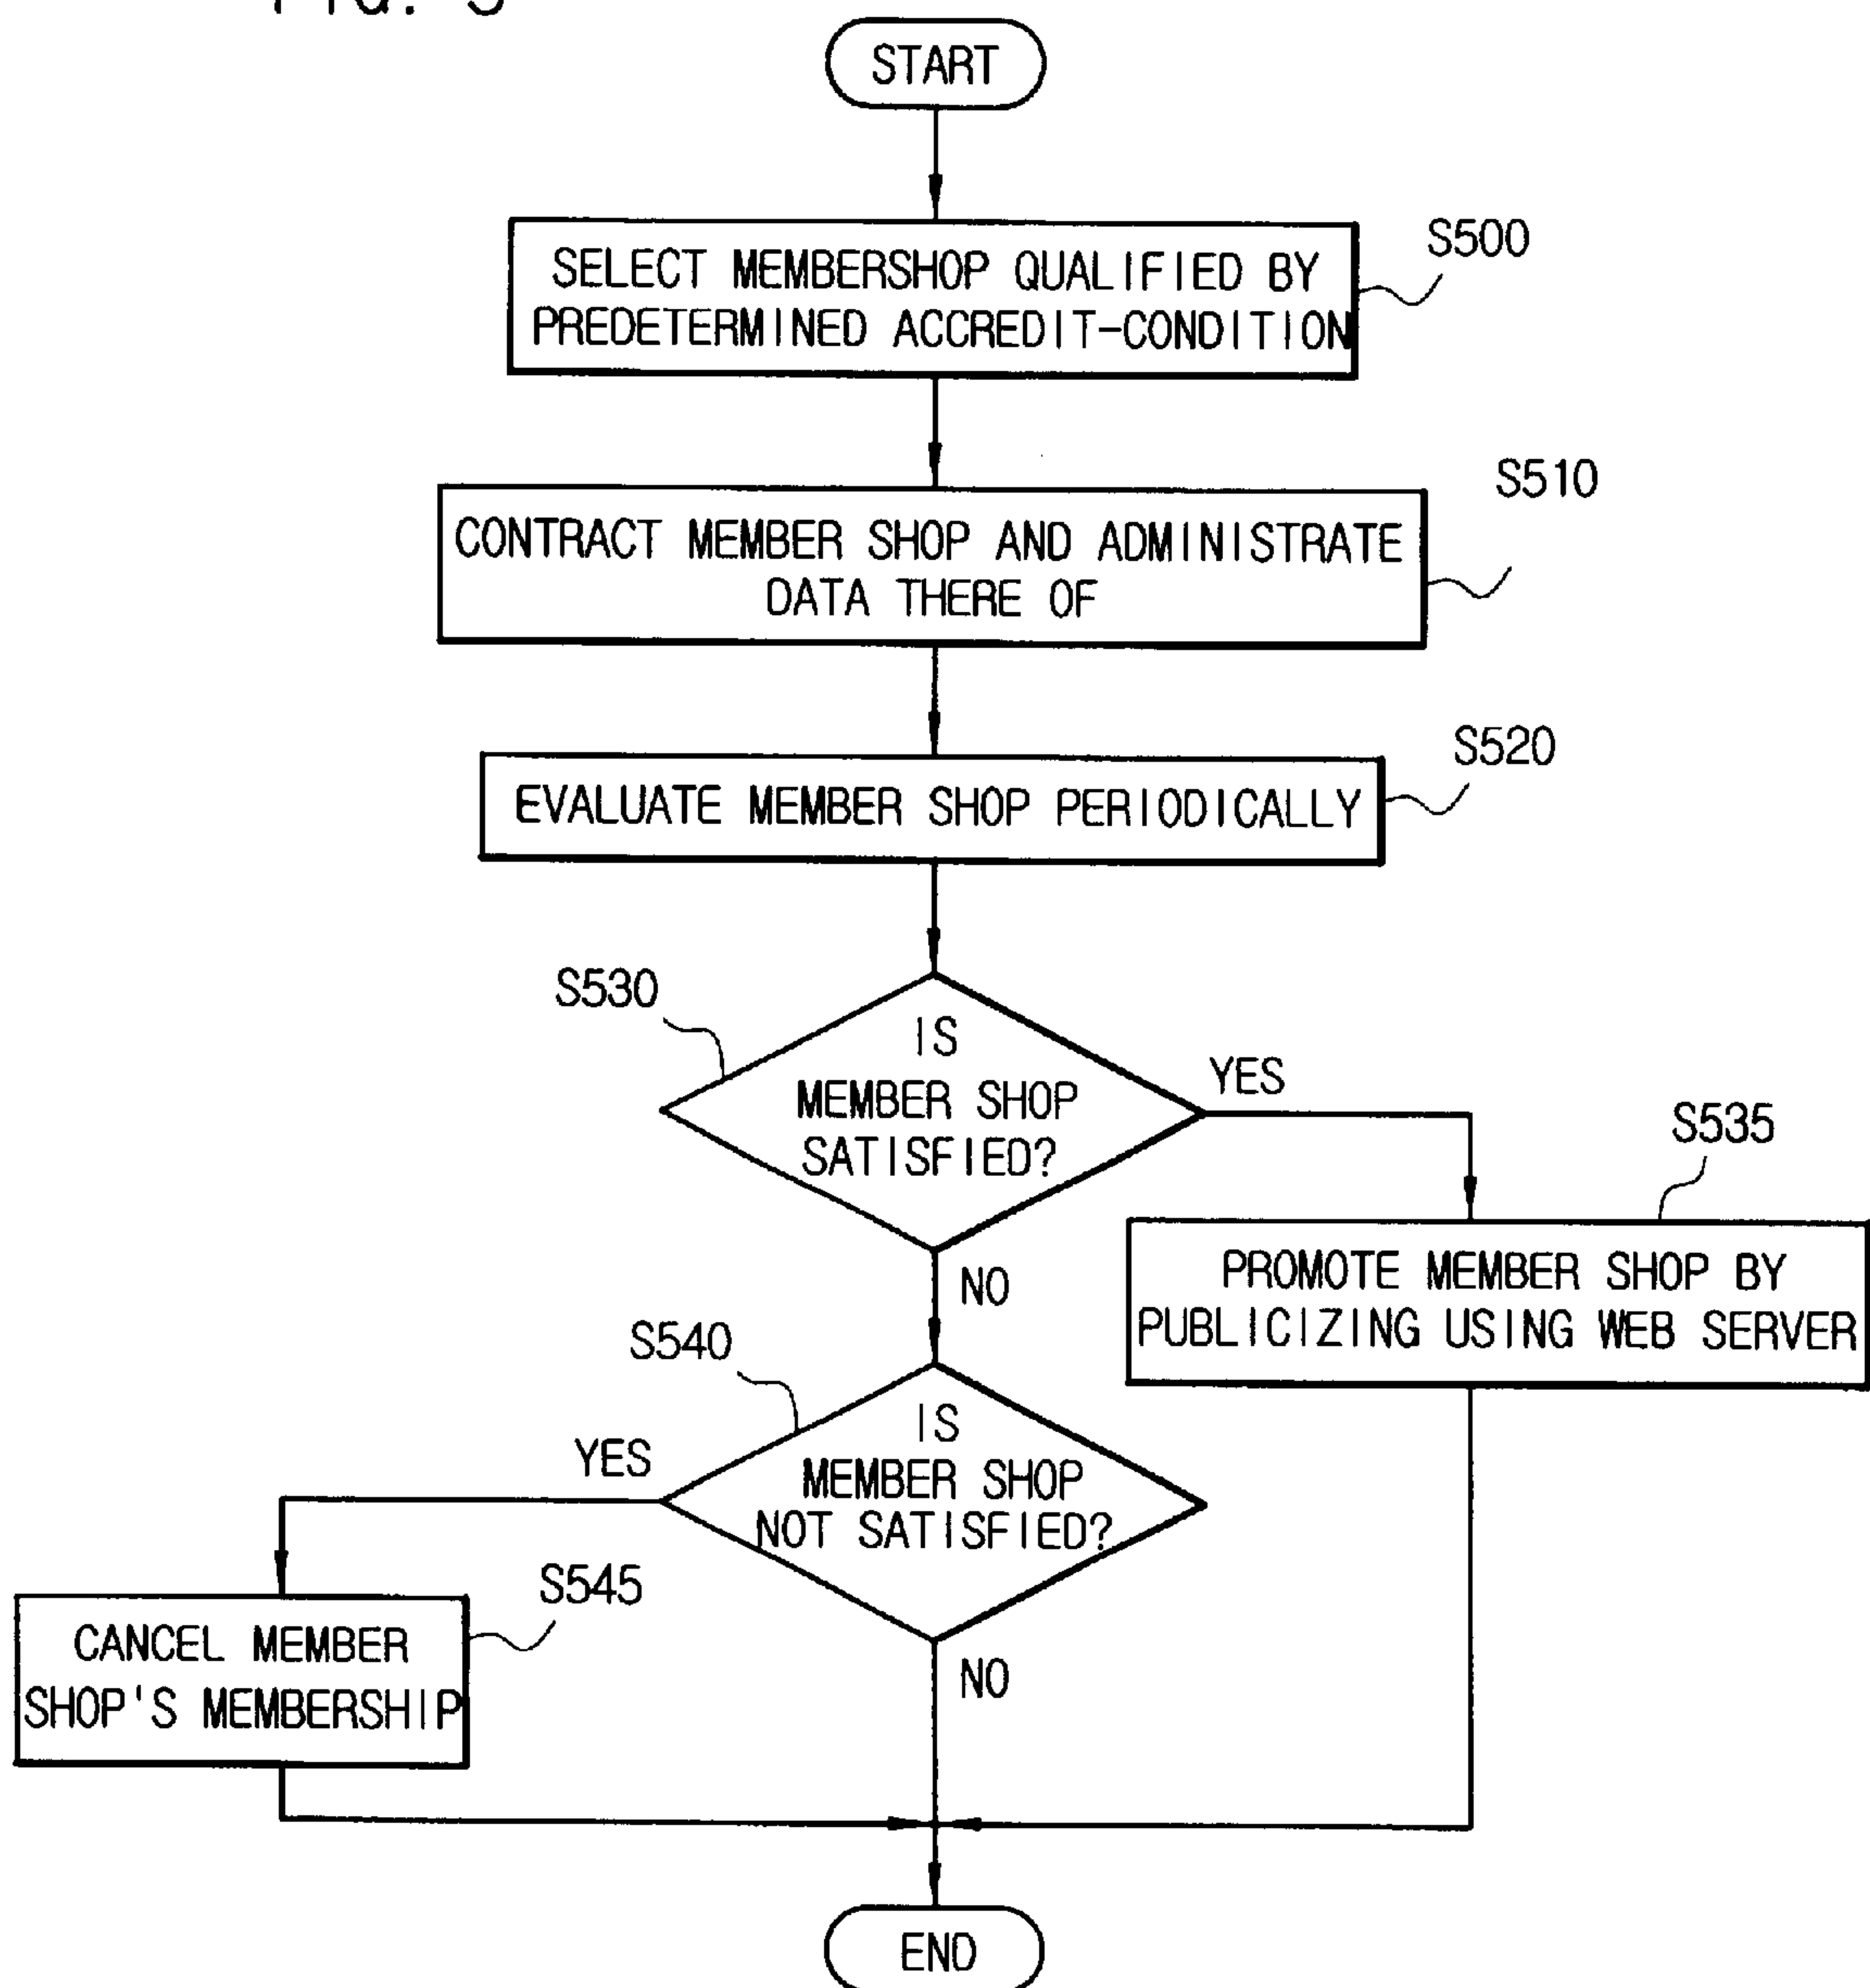 START
S500
SELECT MEMBERSHOP QUALIFIED BY
PREDETERMINED ACCREDIT-CONDITION
S510
CONTRACT MEMBER SHOP AND ADMINISTRATE
DATA THERE OF
S520
EVALUATE MEMBER SHOP PERIODICALLY
S530
IS
MEMBER SHOP
SATISFIED?
YES
S535
PROMOTE MEMBER SHOP BY
PUBLICIZING USING WEB SERVER
NO
S540
IS
MEMBER SHOP
NOT SATISFIED?
YES
S545
CANCEL MEMBER
SHOP'S MEMBERSHIP
NO
END